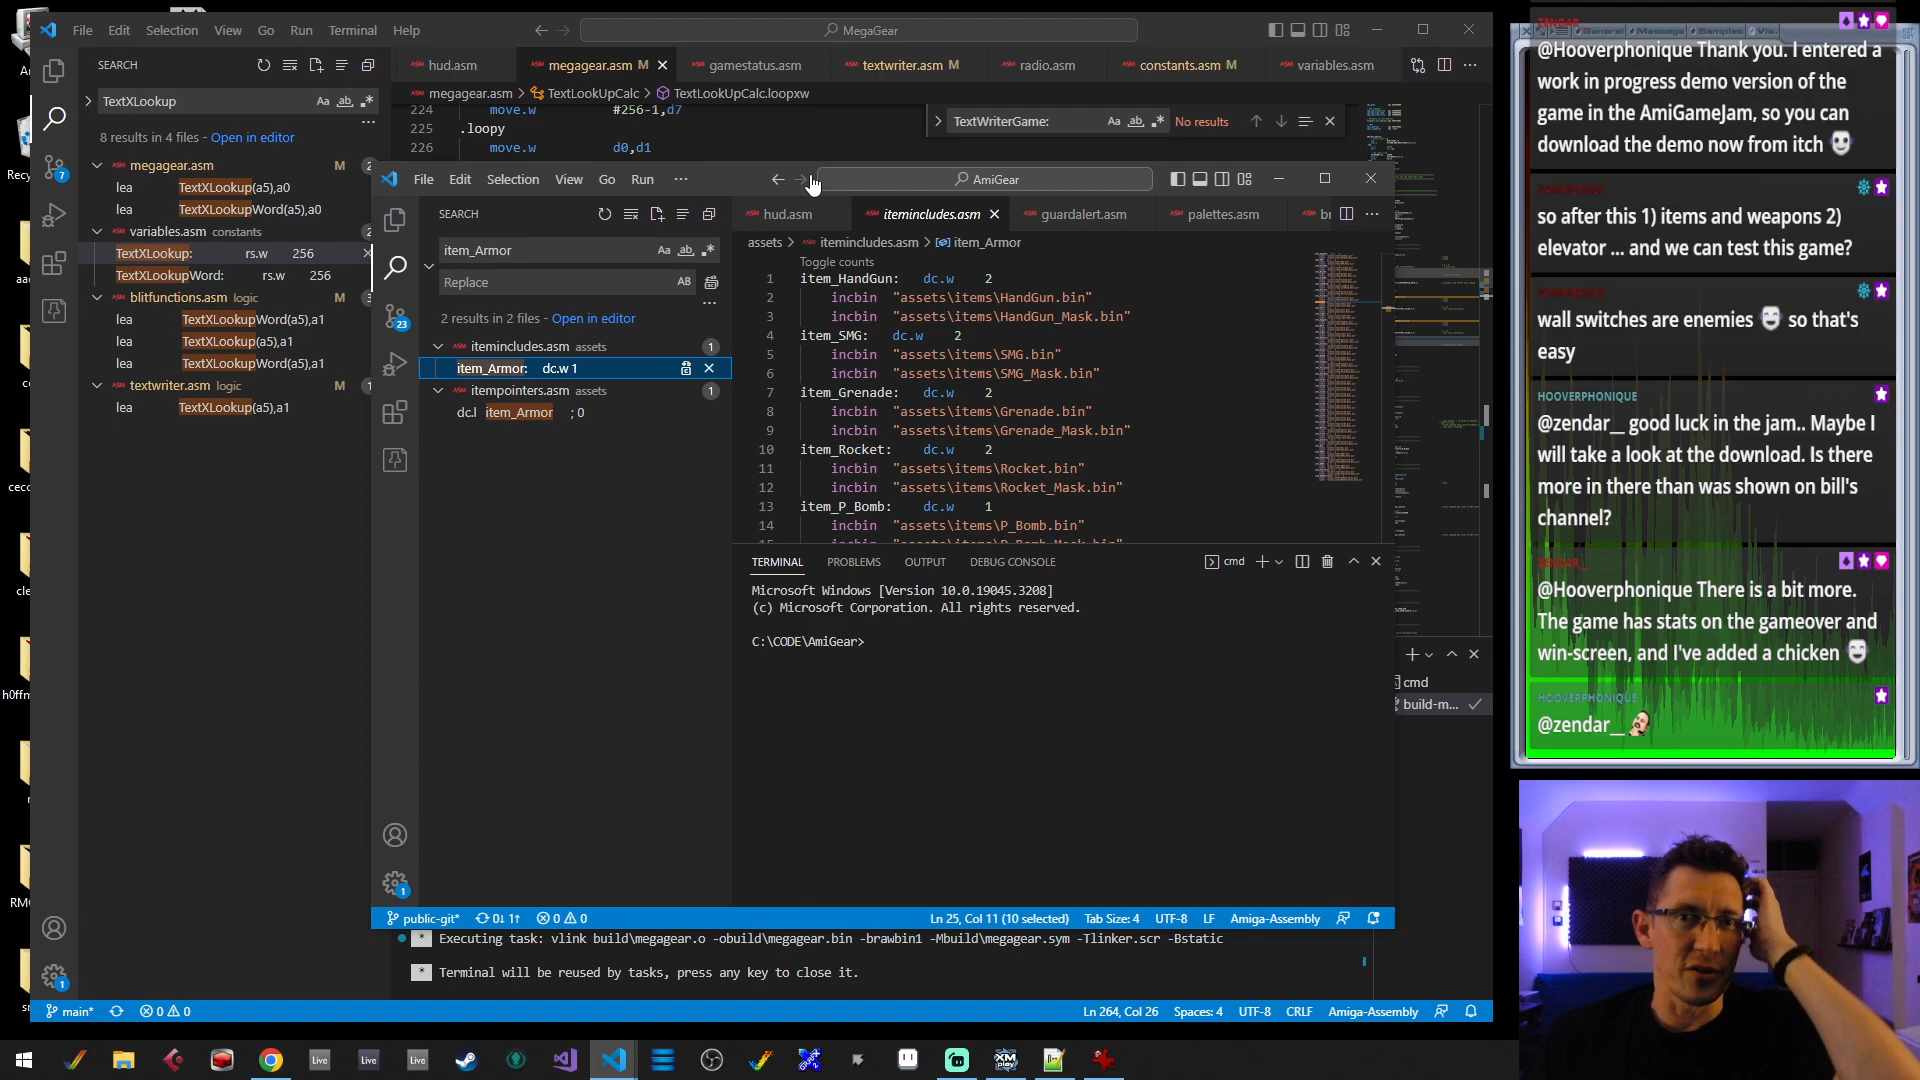 File Edit Selection View Go Run Terminal Help
MegaGear
SEARCH
TextXLookup
8 results in 4 files - Open in editor
megagear.asm M
lea TextXLookup(a5),a0
lea TextXLookupWord(a5),a0
variables.asm constants
TextXLookup: rs.w 256
TextXLookupWord: rs.w 256
blitfunctions.asm logic M
lea TextXLookupWord(a5),a1
lea TextXLookup(a5),a1
lea TextXLookupWord(a5),a1
textwriter.asm logic M
lea TextXLookup(a5),a1
hud.asm
megagear.asm M
gamestatus.asm
textwriter.asm M
radio.asm
constants.asm M
variables.asm
megagear.asm > TextLookUpCalc > TextLookUpCalc.loopxw
224 move.w #256-1,d7
225 .loopy
226 move.w d0,d1
TextWriterGame: No results
File Edit Selection View Go Run
AmiGear
SEARCH
item_Armor
Replace
2 results in 2 files - Open in editor
itemincludes.asm assets 1
item_Armor: dc.w 1
itempointers.asm assets 1
dc.l item_Armor ; 0
hud.asm
itemincludes.asm
guardalert.asm
palettes.asm
assets > itemincludes.asm > item_Armor
Toggle counts
1 item_HandGun: dc.w 2
2 incbin "assets\items\HandGun.bin"
3 incbin "assets\items\HandGun_Mask.bin"
4 item_SMG: dc.w 2
5 incbin "assets\items\SMG.bin"
6 incbin "assets\items\SMG_Mask.bin"
7 item_Grenade: dc.w 2
8 incbin "assets\items\Grenade.bin"
9 incbin "assets\items\Grenade_Mask.bin"
10 item_Rocket: dc.w 2
11 incbin "assets\items\Rocket.bin"
12 incbin "assets\items\Rocket_Mask.bin"
13 item_P_Bomb: dc.w 1
14 incbin "assets\items\P_Bomb.bin"
TERMINAL PROBLEMS OUTPUT DEBUG CONSOLE
cmd
Microsoft Windows [Version 10.0.19045.3208]
(c) Microsoft Corporation. All rights reserved.
C:\CODE\AmiGear>
public-git* 0↓ 1↑ 0 0
Ln 25, Col 11 (10 selected) Tab Size: 4 UTF-8 LF Amiga-Assembly
cmd
build-m...
* Executing task: vlink build\megagear.o -obuild\megagear.bin -brawbin1 -Mbuild\megagear.sym -Tlinker.scr -Bstatic
* Terminal will be reused by tasks, press any key to close it.
main* 0 0
Ln 264, Col 26 Spaces: 4 UTF-8 CRLF Amiga-Assembly
ZENDAR__
@Hooverphonique Thank you. I entered a
work in progress demo version of the
game in the AmiGameJam, so you can
download the demo now from itch
so after this 1) items and weapons 2)
elevator ... and we can test this game?
wall switches are enemies so that's
easy
HOOVERPHONIQUE
@zendar__ good luck in the jam.. Maybe I
will take a look at the download. Is there
more in there than was shown on bill's
channel?
ZENDAR__
@Hooverphonique There is a bit more.
The game has stats on the gameover and
win-screen, and I've added a chicken
HOOVERPHONIQUE
@zendar__
Live Live Live